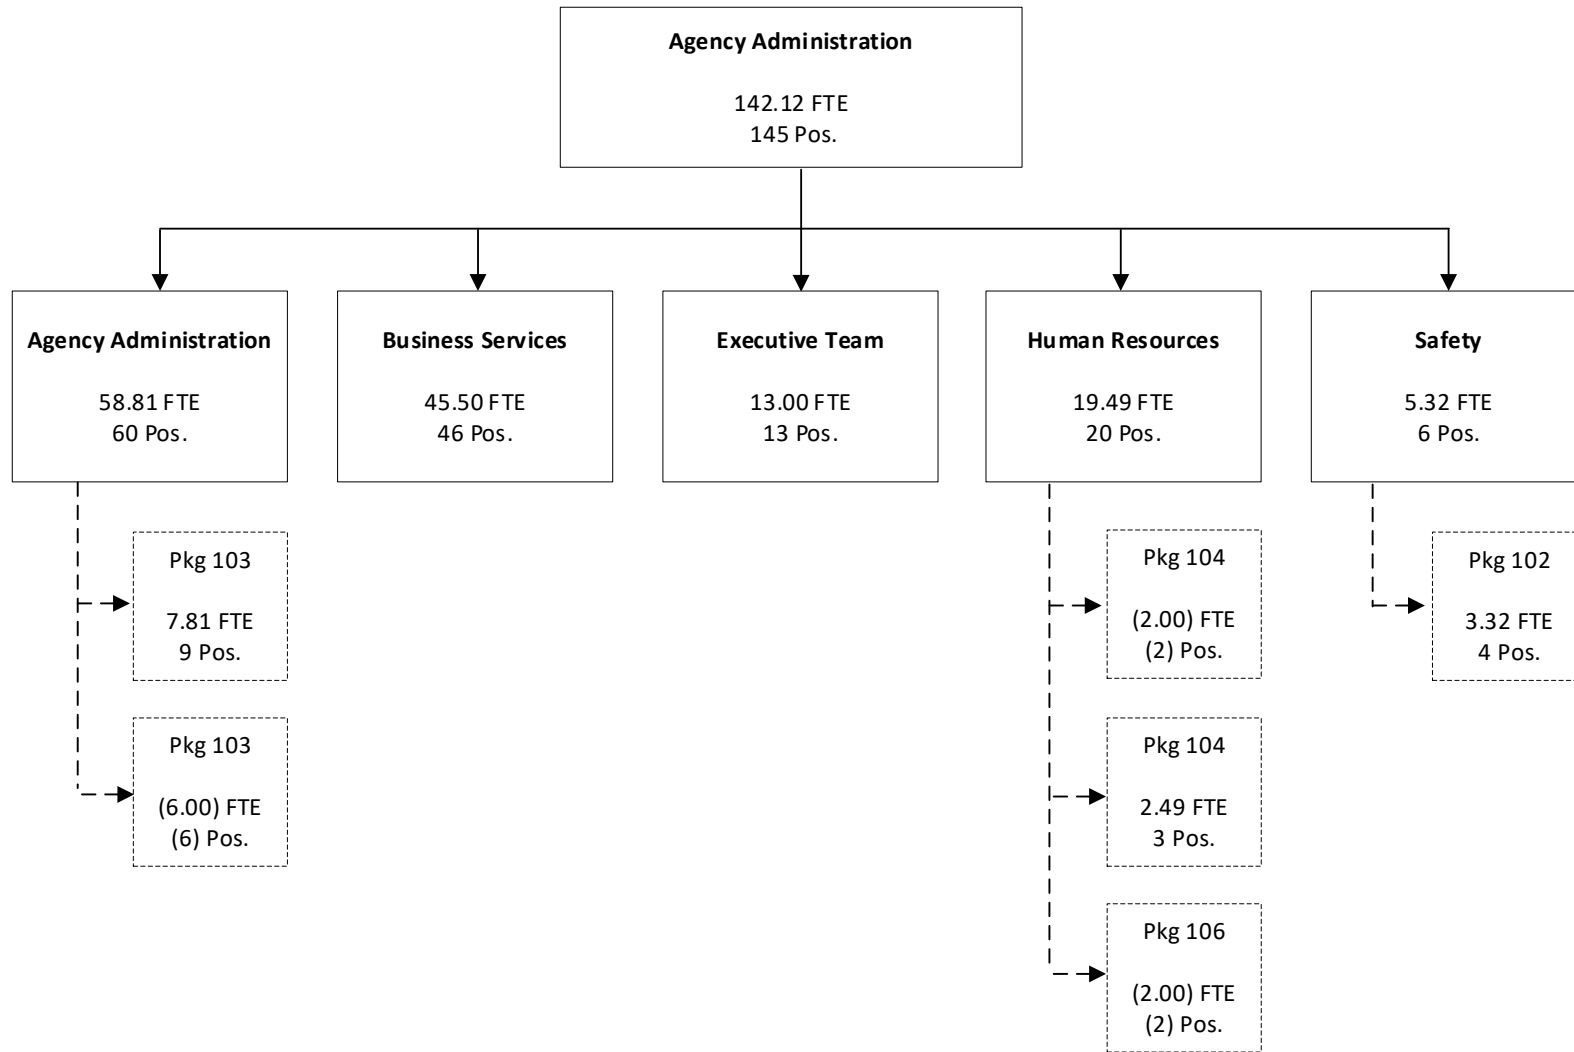 Agency Administration
142.12 FTE
145 Pos.
Agency Administration
58.81 FTE
60 Pos.
Business Services
45.50 FTE
46 Pos.
Executive Team
13.00 FTE
13 Pos.
Human Resources
19.49 FTE
20 Pos.
Safety
5.32 FTE
6 Pos.
Pkg 103
7.81 FTE
9 Pos.
Pkg 103
(6.00) FTE
(6) Pos.
Pkg 104
(2.00) FTE
(2) Pos.
Pkg 104
2.49 FTE
3 Pos.
Pkg 106
(2.00) FTE
(2) Pos.
Pkg 102
3.32 FTE
4 Pos.